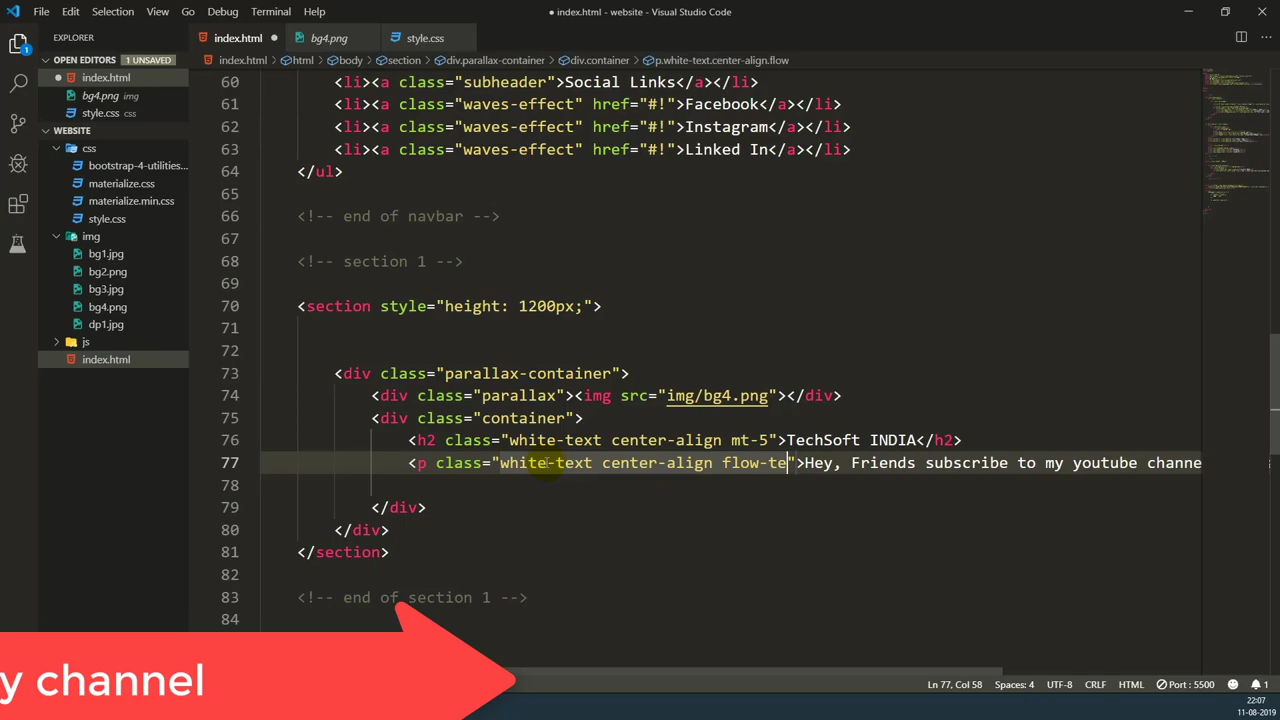 File Edit Selection View Go Debug Terminal Help
● index.html - website - Visual Studio Code
EXPLORER
index.html ● bg4.png style.css
OPEN EDITORS 1 UNSAVED
index.html > html > body > section > div.parallax-container > div.container > p.white-text.center-align.flow
● index.html
bg4.png img
style.css css
WEBSITE
css
bootstrap-4-utilities...
materialize.css
materialize.min.css
style.css
img
bg1.jpg
bg2.png
bg3.jpg
bg4.png
dp1.jpg
js
index.html
1
60 <li><a class="subheader">Social Links</a></li>
61 <li><a class="waves-effect" href="#!">Facebook</a></li>
62 <li><a class="waves-effect" href="#!">Instagram</a></li>
63 <li><a class="waves-effect" href="#!">Linked In</a></li>
64 </ul>
65
66 <!-- end of navbar -->
67
68 <!-- section 1 -->
69
70 <section style="height: 1200px;">
71
72
73 <div class="parallax-container">
74 <div class="parallax"><img src="img/bg4.png"></div>
75 <div class="container">
76 <h2 class="white-text center-align mt-5">TechSoft INDIA</h2>
77 <p class="white-text center-align flow-te">Hey, Friends subscribe to my youtube channe
78
79 </div>
80 </div>
81 </section>
82
83 <!-- end of section 1 -->
84
y channel
Ln 77, Col 58 Spaces: 4 UTF-8 CRLF HTML Port : 5500 1
22:07
11-08-2019